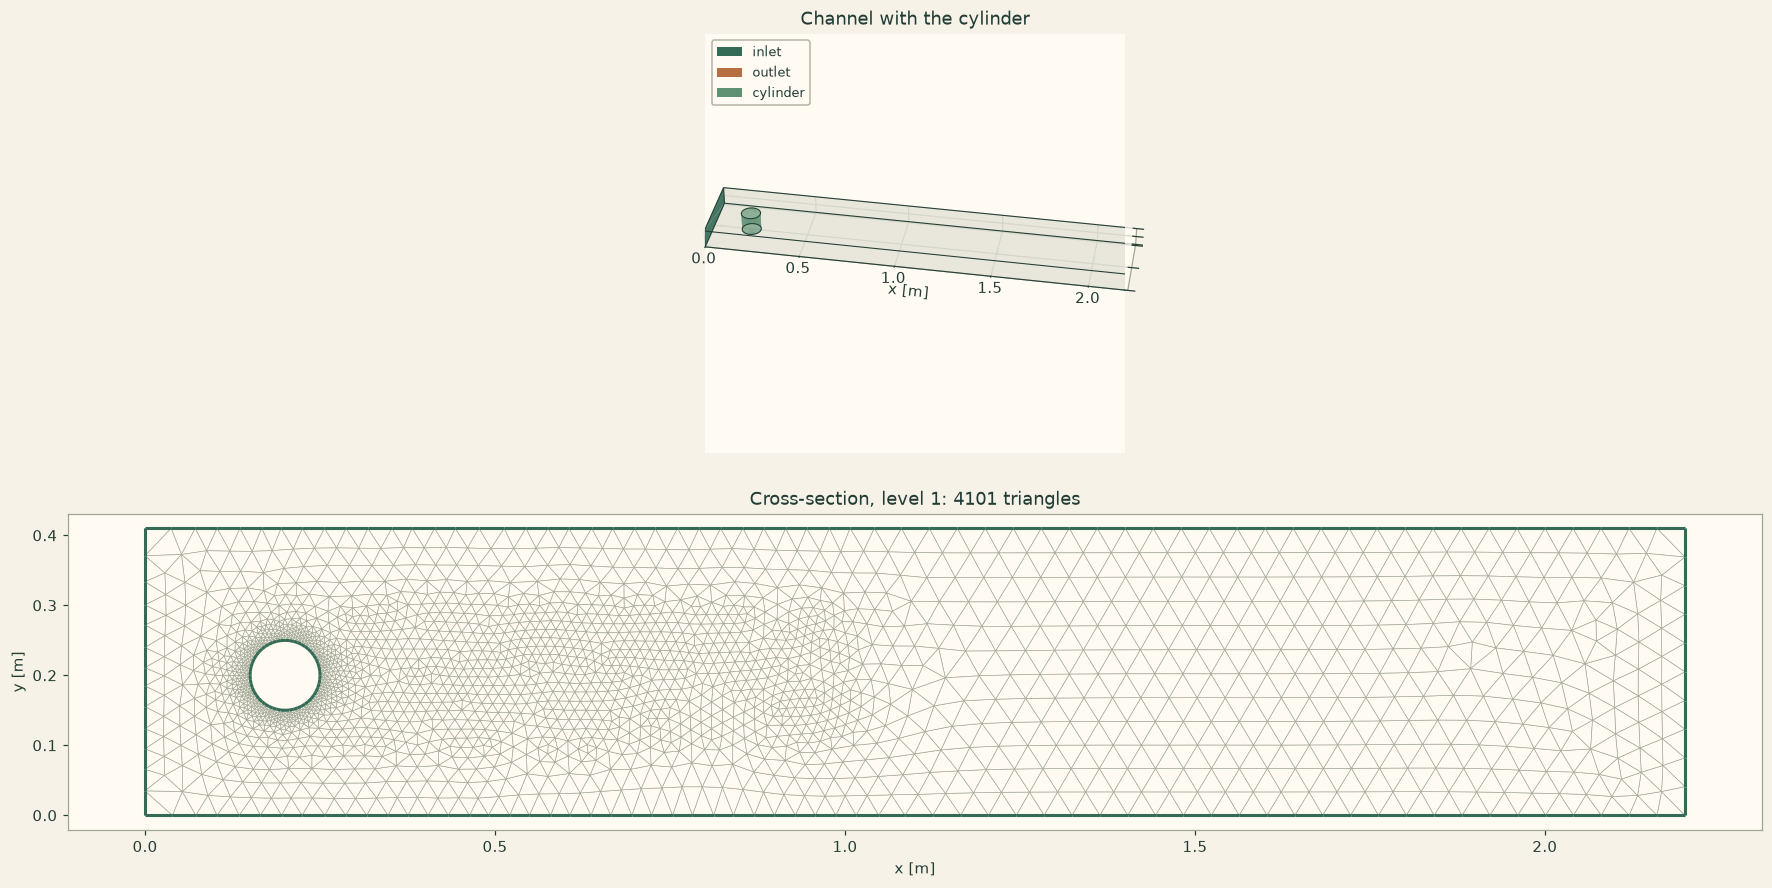 Channel with the cylinder
inlet
outlet
cylinder
0.0
0.5
1.0
1.5
2.0
x [m]
Cross-section, level 1: 4101 triangles
0.4
0.3
0.2
0.1
0.0
y [m]
0.0
0.5
1.0
1.5
2.0
x [m]